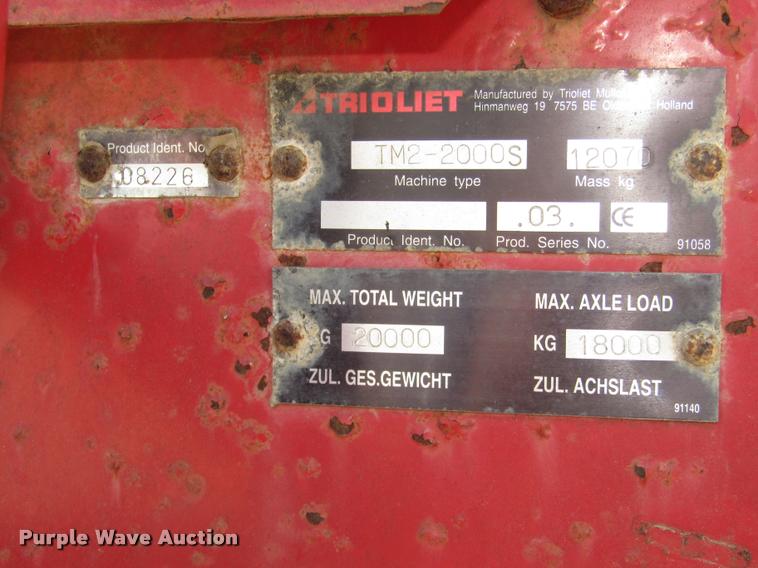 Product Ident. No
08226
TRIOLIET
Manufactured by Trioliet
Hinmanweg 19 7575 BE Holland
TM2-2000S
12070
Machine type
Mass kg
.03.
CE
Product Ident. No.
Prod. Series No.
91058
MAX. TOTAL WEIGHT
MAX. AXLE LOAD
20000
KG 18000
ZUL. GES.GEWICHT
ZUL. ACHSLAST
91140
Purple Wave Auction